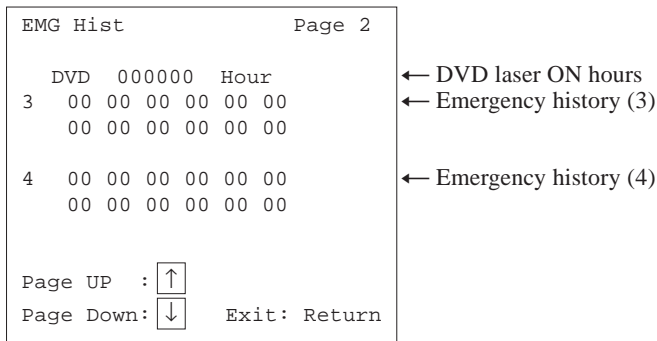 EMG Hist Page 2
DVD 000000 Hour ← DVD laser ON hours
3 00 00 00 00 00 00 ← Emergency history (3)
00 00 00 00 00 00
4 00 00 00 00 00 00 ← Emergency history (4)
00 00 00 00 00 00
Page UP : ↑
Page Down: ↓ Exit: Return